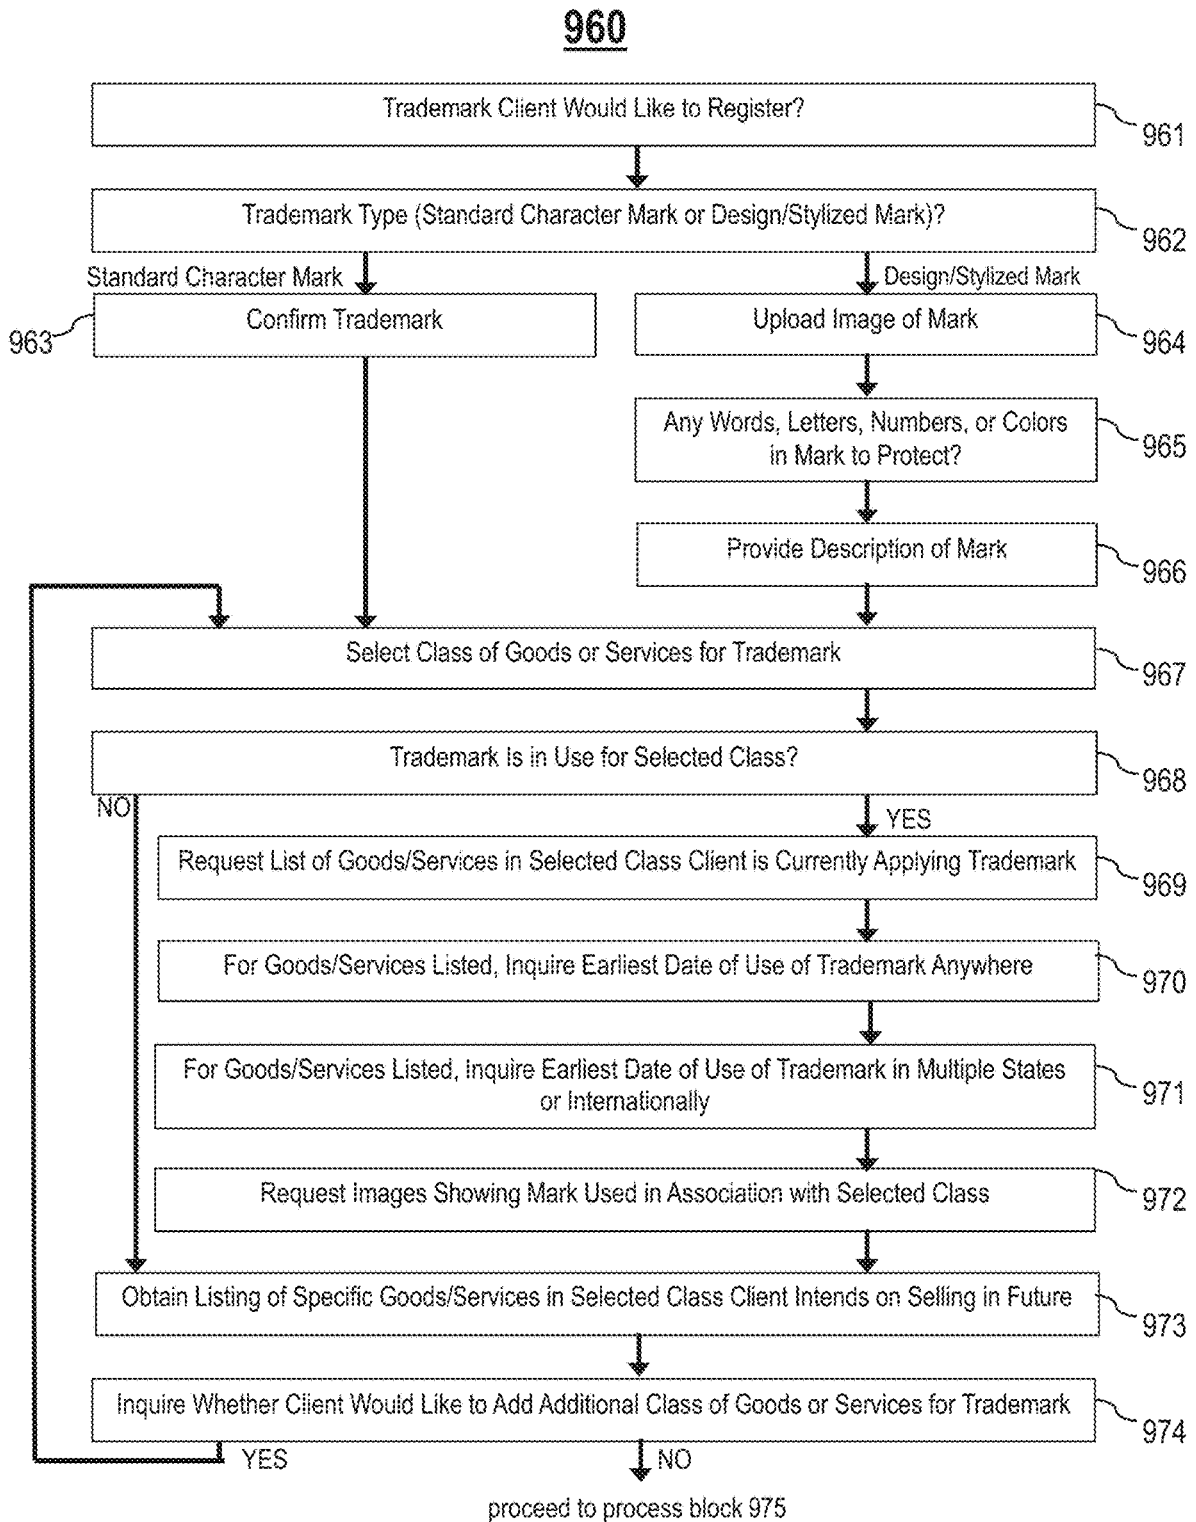 960
Trademark Client Would Like to Register?
961
Trademark Type (Standard Character Mark or Design/Stylized Mark)?
962
Standard Character Mark
Design/Stylized Mark
Confirm Trademark
963
Upload Image of Mark
964
Any Words, Letters, Numbers, or Colors
in Mark to Protect?
965
Provide Description of Mark
966
Select Class of Goods or Services for Trademark
967
Trademark Is in Use for Selected Class?
968
NO
YES
Request List of Goods/Services in Selected Class Client is Currently Applying Trademark
969
For Goods/Services Listed, Inquire Earliest Date of Use of Trademark Anywhere
970
For Goods/Services Listed, Inquire Earliest Date of Use of Trademark in Multiple States
or Internationally
971
Request Images Showing Mark Used in Association with Selected Class
972
Obtain Listing of Specific Goods/Services in Selected Class Client Intends on Selling in Future
973
Inquire Whether Client Would Like to Add Additional Class of Goods or Services for Trademark
974
YES
NO
proceed to process block 975